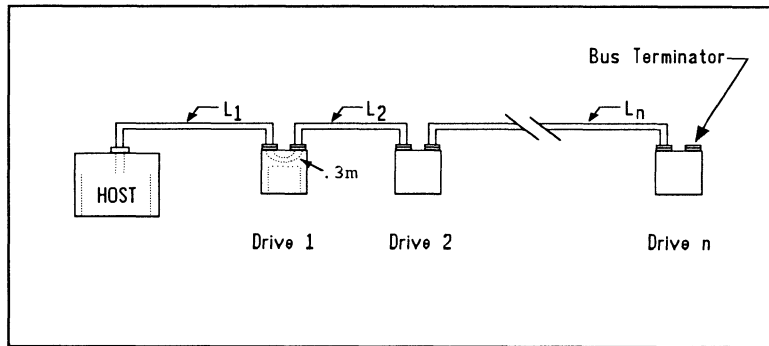 Bus Terminator
L1
L2
Ln
.3m
HOST
Drive 1
Drive 2
Drive n